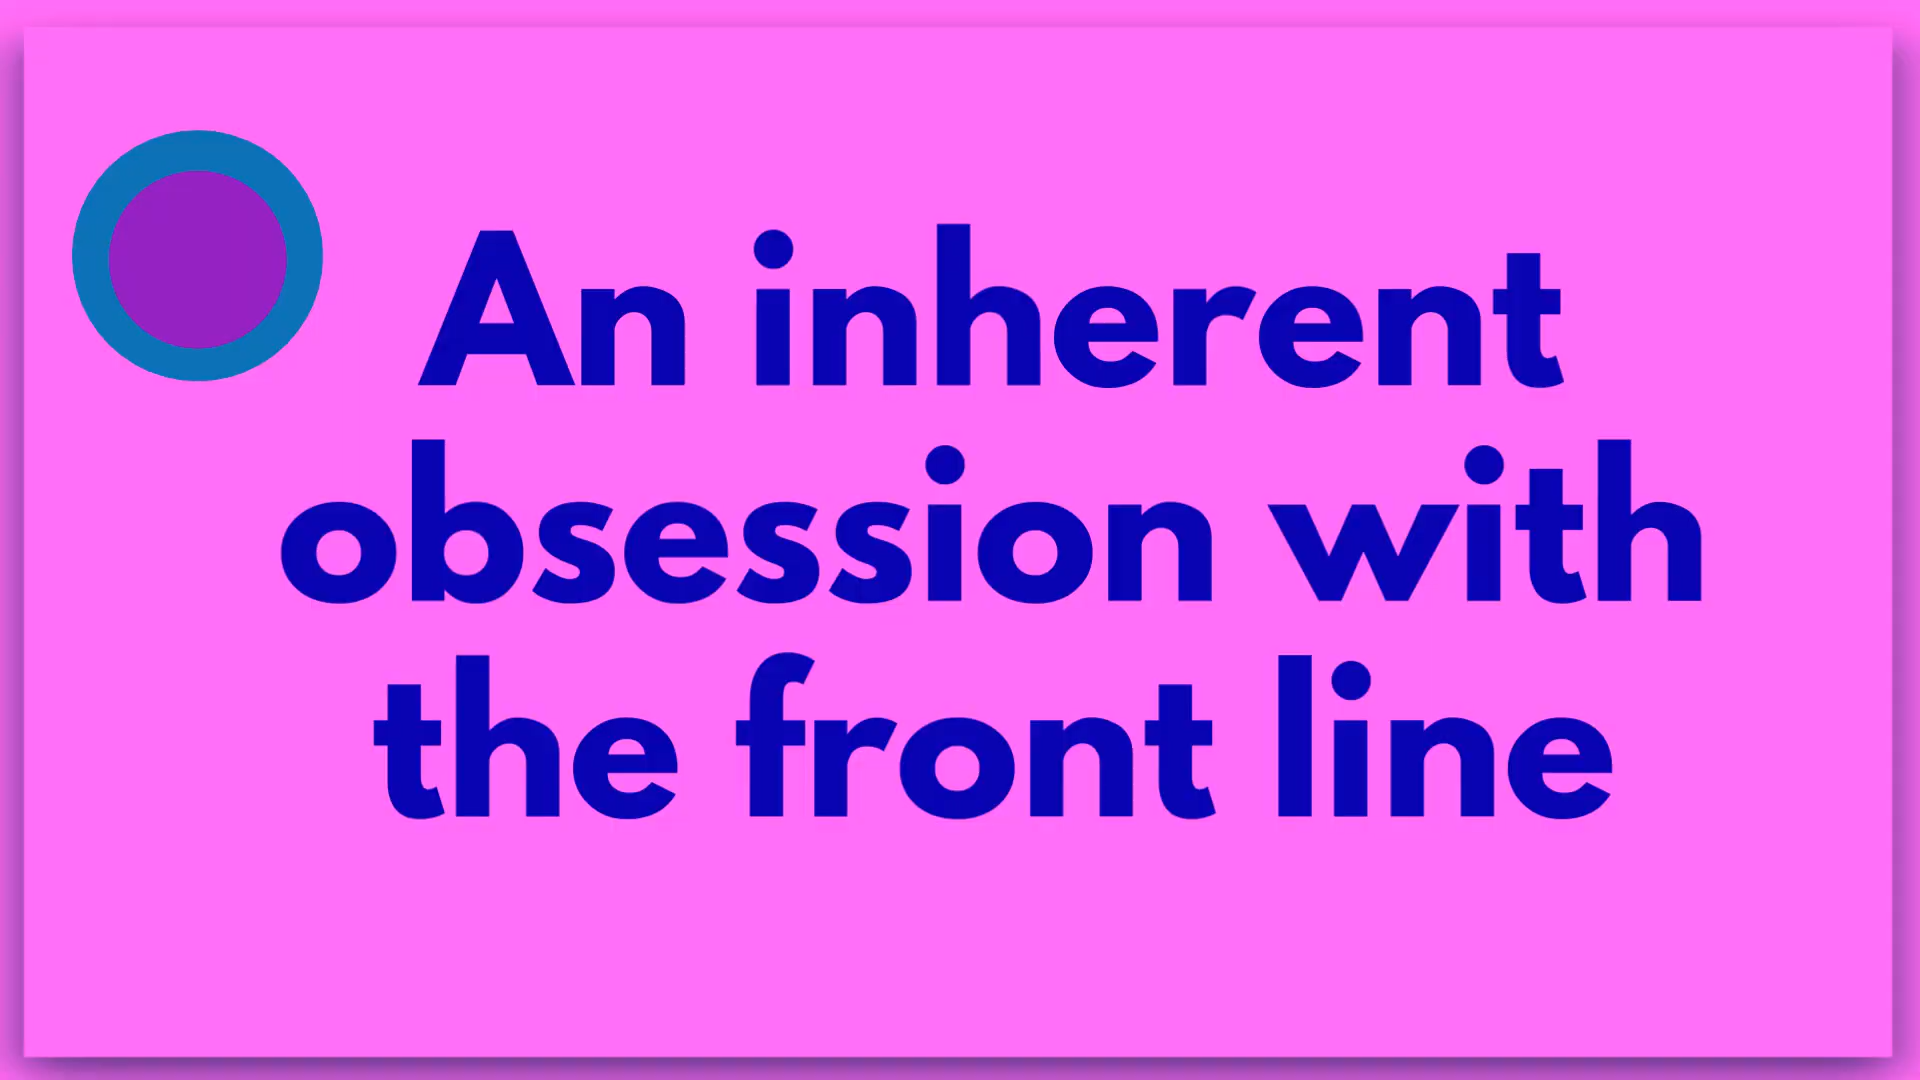 An inherent
obsession with
the front line